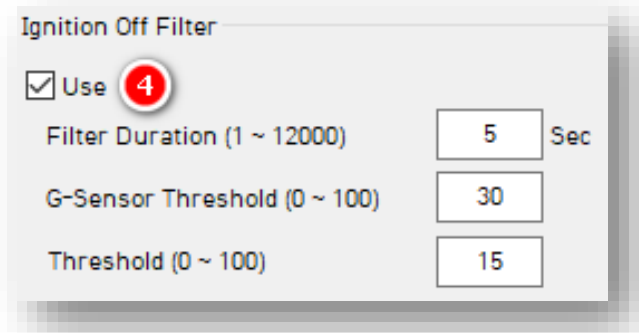 Ignition Off Filter
Use 4
Filter Duration (1 ~ 12000) 5 Sec
G-Sensor Threshold (0 ~ 100) 30
Threshold (0 ~ 100) 15